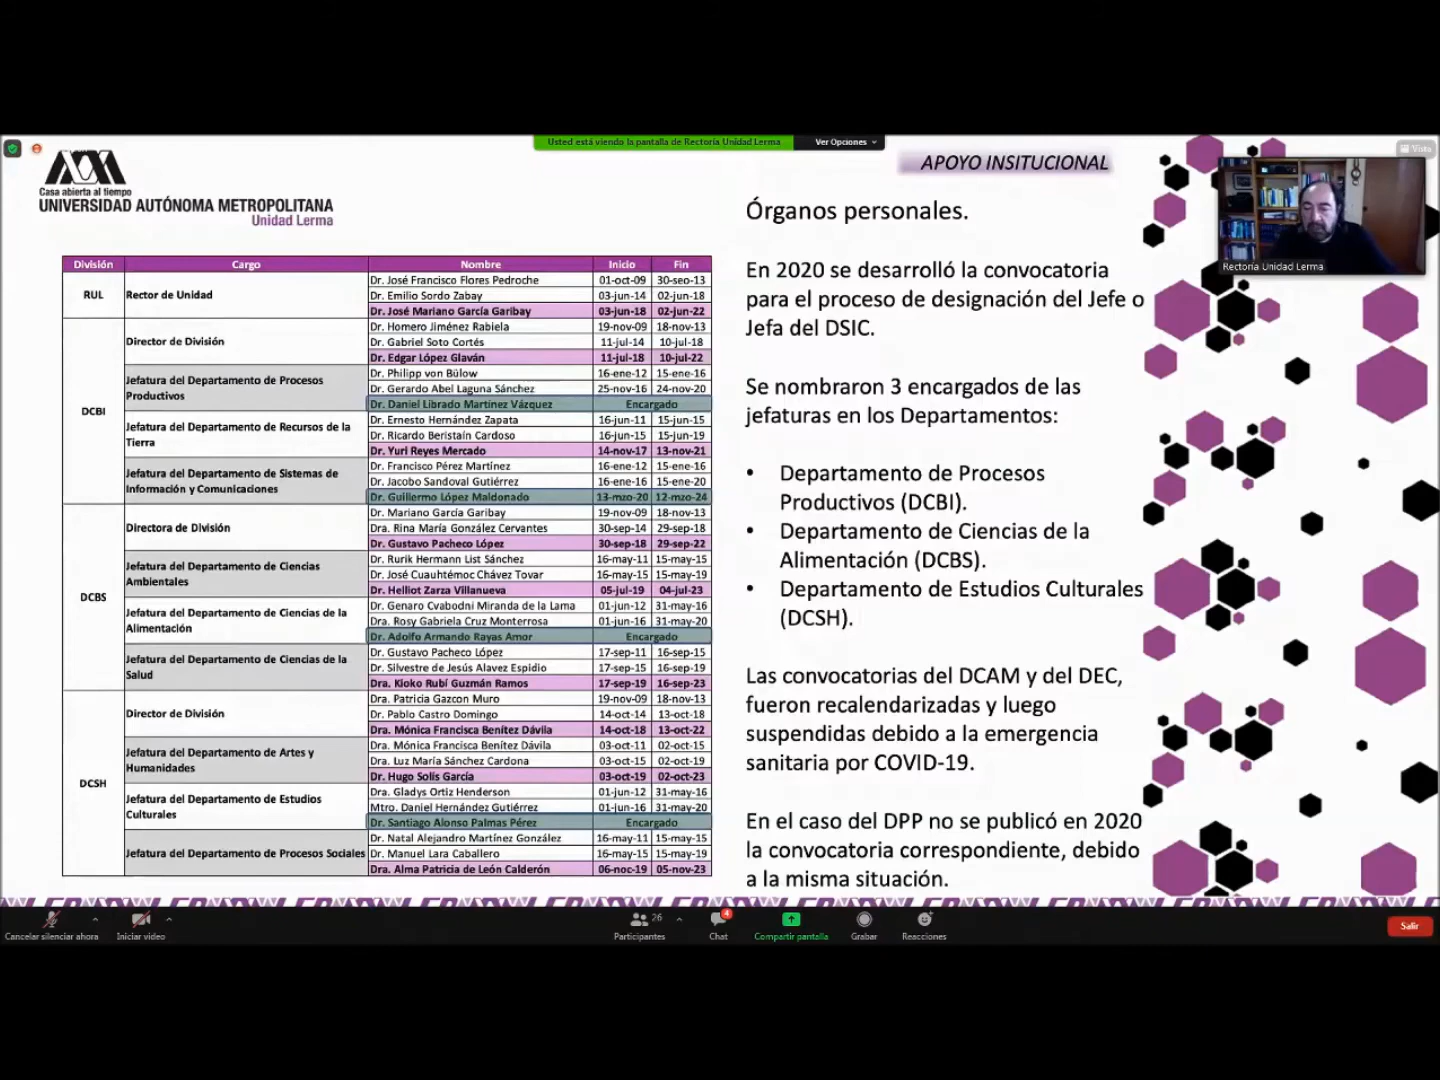 Usted está viendo la pantalla de Rectoría Unidad Lerma
Ver Opciones
Vista
Casa abierta al tiempo
UNIVERSIDAD AUTÓNOMA METROPOLITANA
Unidad Lerma
APOYO INSITUCIONAL
Rectoría Unidad Lerma
División Cargo Nombre Inicio Fin
RUL Rector de Unidad
Dr. José Francisco Flores Pedroche 01-oct-09 30-sep-13
Dr. Emilio Sordo Zabay 03-jun-14 02-jun-18
Dr. José Mariano García Garibay 03-jun-18 02-jun-22
DCBI
Director de División
Dr. Homero Jiménez Rabiela 19-nov-09 18-nov-13
Dr. Gabriel Soto Cortés 11-jul-14 10-jul-18
Dr. Edgar López Glaván 11-jul-18 10-jul-22
Jefatura del Departamento de Procesos
Productivos
Dr. Philipp von Bülow 16-ene-12 15-ene-16
Dr. Gerardo Abel Laguna Sánchez 25-nov-16 24-nov-20
Dr. Daniel Librado Martínez Vázquez Encargado
Jefatura del Departamento de Recursos de la
Tierra
Dr. Ernesto Hernández Zapata 16-jun-11 15-jun-15
Dr. Ricardo Beristaín Cardoso 16-jun-15 15-jun-19
Dr. Yuri Reyes Mercado 14-nov-17 13-nov-21
Jefatura del Departamento de Sistemas de
Información y Comunicaciones
Dr. Francisco Pérez Martínez 16-ene-12 15-ene-16
Dr. Jacobo Sandoval Gutiérrez 16-ene-16 15-ene-20
Dr. Guillermo López Maldonado 13-mzo-20 12-mzo-24
DCBS
Directora de División
Dr. Mariano García Garibay 19-nov-09 18-nov-13
Dra. Rina María González Cervantes 30-sep-14 29-sep-18
Dr. Gustavo Pacheco López 30-sep-18 29-sep-22
Jefatura del Departamento de Ciencias
Ambientales
Dr. Rurik Hermann List Sánchez 16-may-11 15-may-15
Dr. José Cuauhtémoc Chávez Tovar 16-may-15 15-may-19
Dr. Helliot Zarza Villanueva 05-jul-19 04-jul-23
Jefatura del Departamento de Ciencias de la
Alimentación
Dr. Genaro Cvabodni Miranda de la Lama 01-jun-12 31-may-16
Dra. Rosy Gabriela Cruz Monterrosa 01-jun-16 31-may-20
Dr. Adolfo Armando Rayas Amor Encargado
Jefatura del Departamento de Ciencias de la
Salud
Dr. Gustavo Pacheco López 17-sep-11 16-sep-15
Dr. Silvestre de Jesús Alavez Espidio 17-sep-15 16-sep-19
Dra. Kioko Rubí Guzmán Ramos 17-sep-19 16-sep-23
DCSH
Director de División
Dra. Patricia Gazcon Muro 19-nov-09 18-nov-13
Dr. Pablo Castro Domingo 14-oct-14 13-oct-18
Dra. Mónica Francisca Benítez Dávila 14-oct-18 13-oct-22
Jefatura del Departamento de Artes y
Humanidades
Dra. Mónica Francisca Benítez Dávila 03-oct-11 02-oct-15
Dra. Luz María Sánchez Cardona 03-oct-15 02-oct-19
Dr. Hugo Solís García 03-oct-19 02-oct-23
Jefatura del Departamento de Estudios
Culturales
Dra. Gladys Ortiz Henderson 01-jun-12 31-may-16
Mtro. Daniel Hernández Gutiérrez 01-jun-16 31-may-20
Dr. Santiago Alonso Palmas Pérez Encargado
Jefatura del Departamento de Procesos Sociales
Dr. Natal Alejandro Martínez González 16-may-11 15-may-15
Dr. Manuel Lara Caballero 16-may-15 15-may-19
Dra. Alma Patricia de León Calderón 06-noc-19 05-nov-23
Órganos personales.
En 2020 se desarrolló la convocatoria
para el proceso de designación del Jefe o
Jefa del DSIC.
Se nombraron 3 encargados de las
jefaturas en los Departamentos:
• Departamento de Procesos
Productivos (DCBI).
• Departamento de Ciencias de la
Alimentación (DCBS).
• Departamento de Estudios Culturales
(DCSH).
Las convocatorias del DCAM y del DEC,
fueron recalendarizadas y luego
suspendidas debido a la emergencia
sanitaria por COVID-19.
En el caso del DPP no se publicó en 2020
la convocatoria correspondiente, debido
a la misma situación.
Cancelar silenciar ahora
Iniciar video
26
Participantes
4
Chat
Compartir pantalla
Grabar
Reacciones
Salir